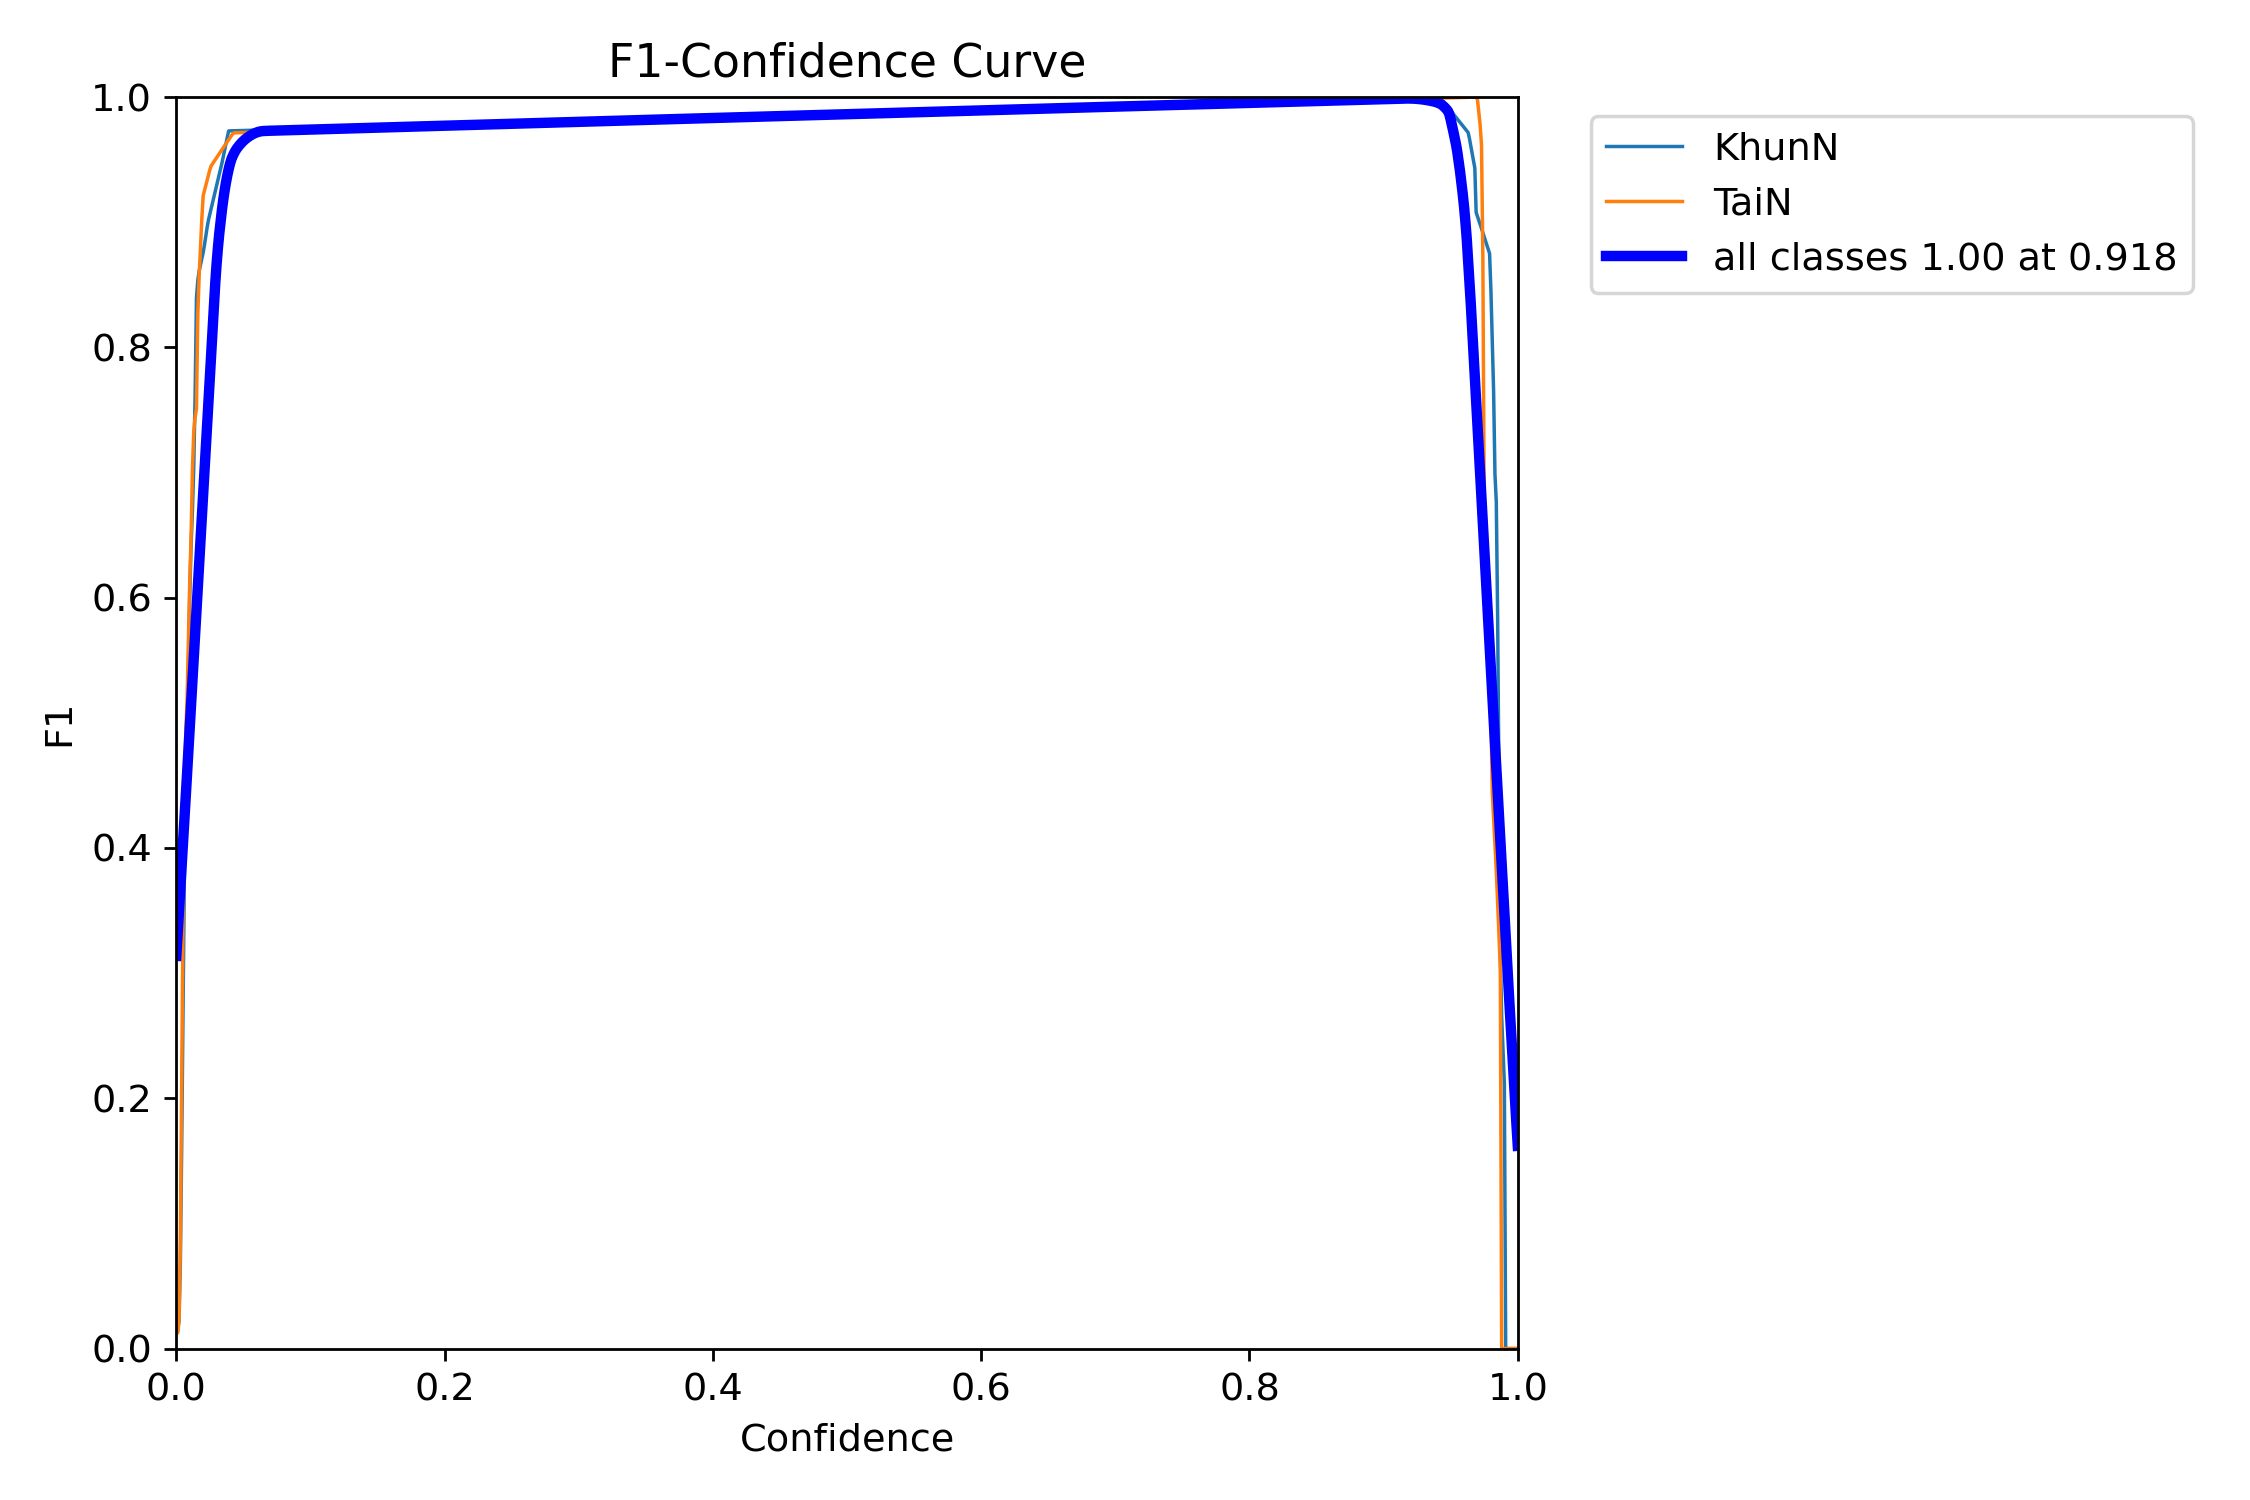 F1-Confidence Curve
1.0
0.8
0.6
0.4
0.2
0.0
F1
0.0 0.2 0.4 0.6 0.8 1.0
Confidence
KhunN
TaiN
all classes 1.00 at 0.918